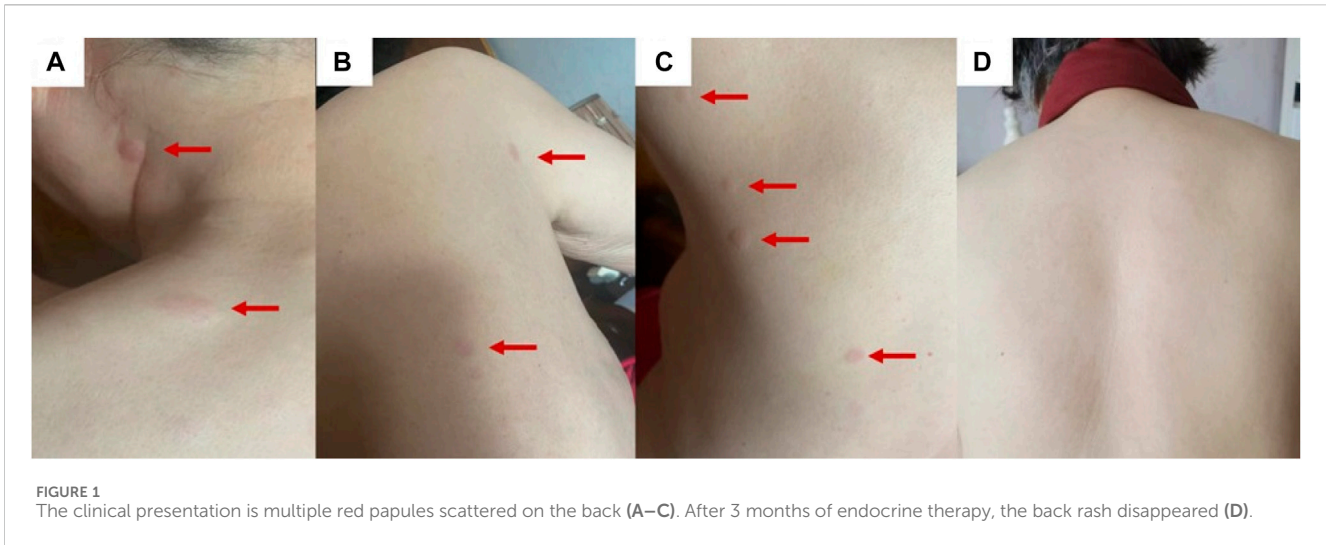 A
B
C
D
FIGURE 1
The clinical presentation is multiple red papules scattered on the back (A–C). After 3 months of endocrine therapy, the back rash disappeared (D).